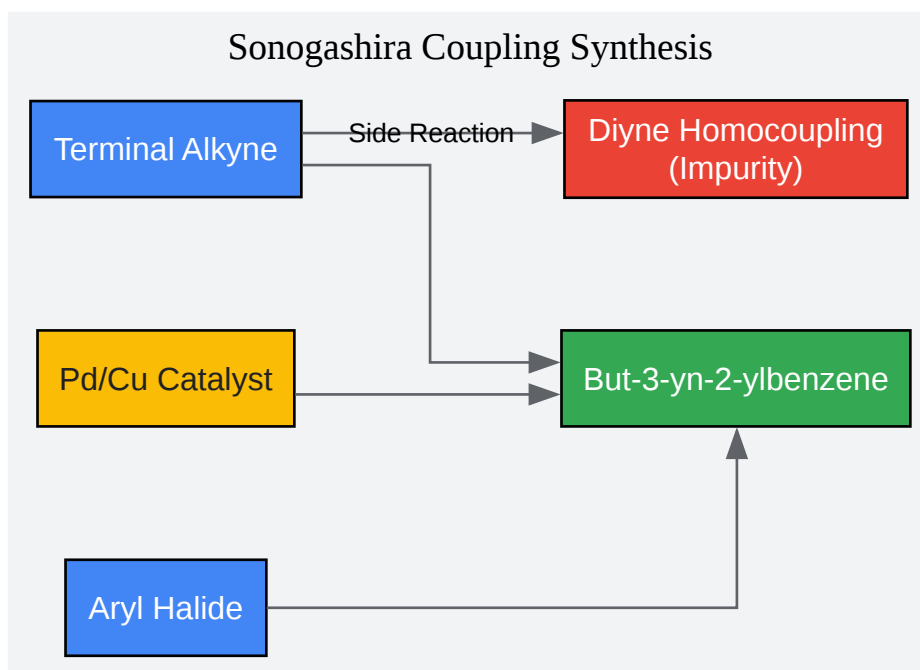 Sonogashira Coupling Synthesis
Terminal Alkyne
Side Reaction
Diyne Homocoupling
(Impurity)
Pd/Cu Catalyst
But-3-yn-2-ylbenzene
Aryl Halide